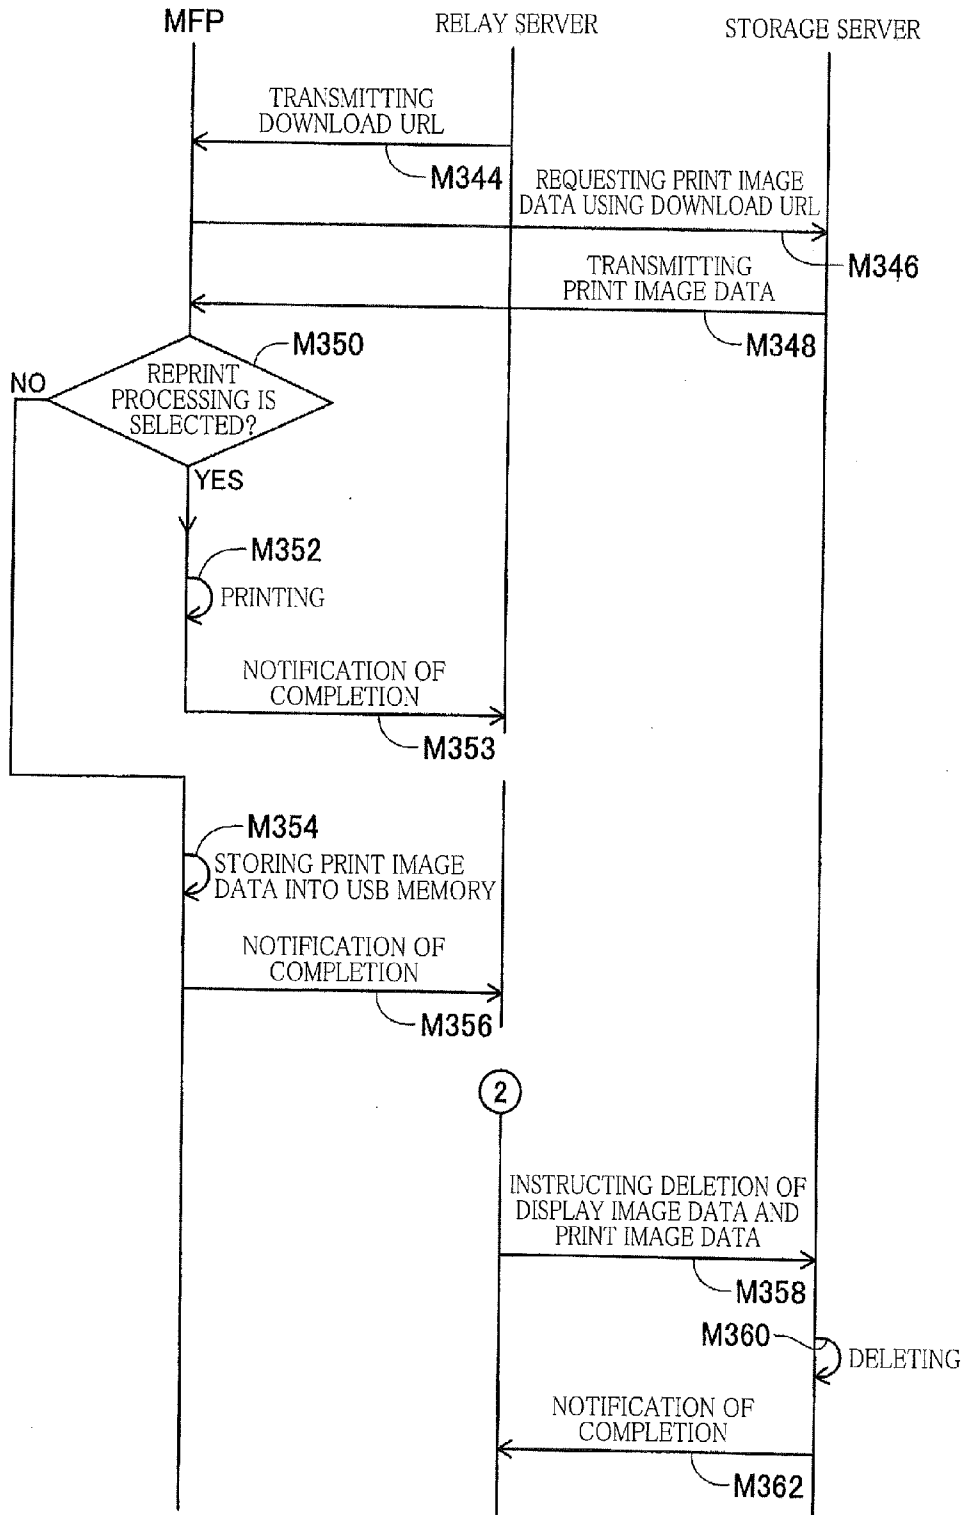 MFP
RELAY SERVER
STORAGE SERVER
TRANSMITTING
DOWNLOAD URL
M344
REQUESTING PRINT IMAGE
DATA USING DOWNLOAD URL
M346
TRANSMITTING
PRINT IMAGE DATA
M348
M350
NO
REPRINT
PROCESSING IS
SELECTED?
YES
M352
PRINTING
NOTIFICATION OF
COMPLETION
M353
M354
STORING PRINT IMAGE
DATA INTO USB MEMORY
NOTIFICATION OF
COMPLETION
M356
2
INSTRUCTING DELETION OF
DISPLAY IMAGE DATA AND
PRINT IMAGE DATA
M358
M360
DELETING
NOTIFICATION OF
COMPLETION
M362